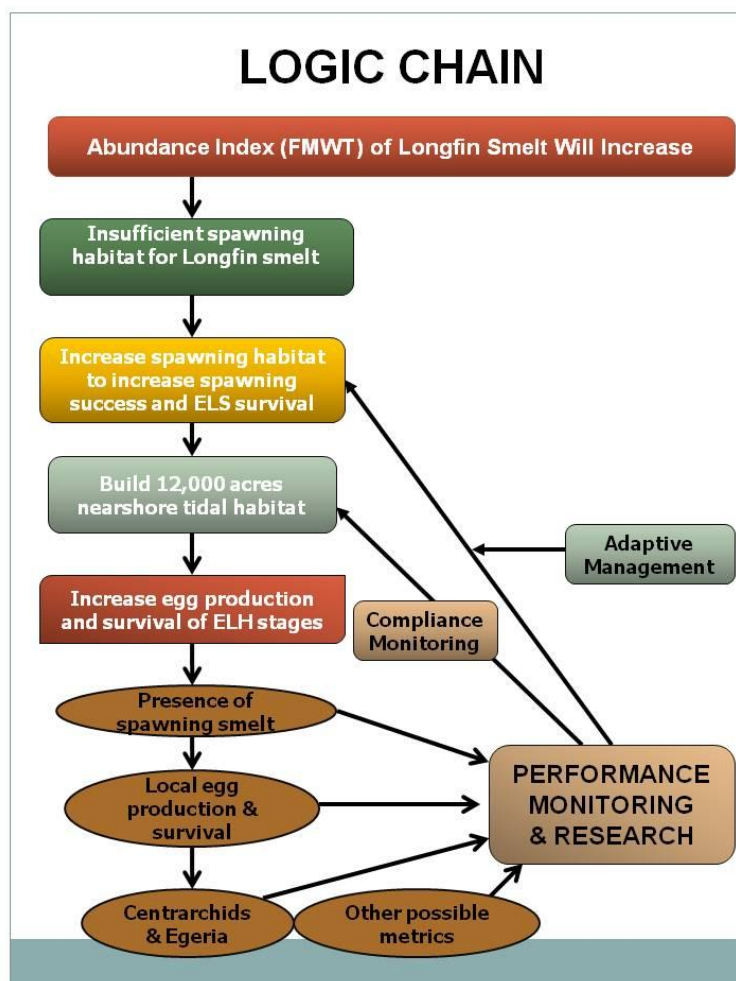 LOGIC CHAIN
Abundance Index (FMWT) of Longfin Smelt Will Increase
Insufficient spawning
habitat for Longfin smelt
Increase spawning habitat
to increase spawning
success and ELS survival
Build 12,000 acres
nearshore tidal habitat
Adaptive
Management
Increase egg production
and survival of ELH stages
Compliance
Monitoring
Presence of
spawning smelt
Local egg
production &
survival
PERFORMANCE
MONITORING
& RESEARCH
Centrarchids
& Egeria
Other possible
metrics